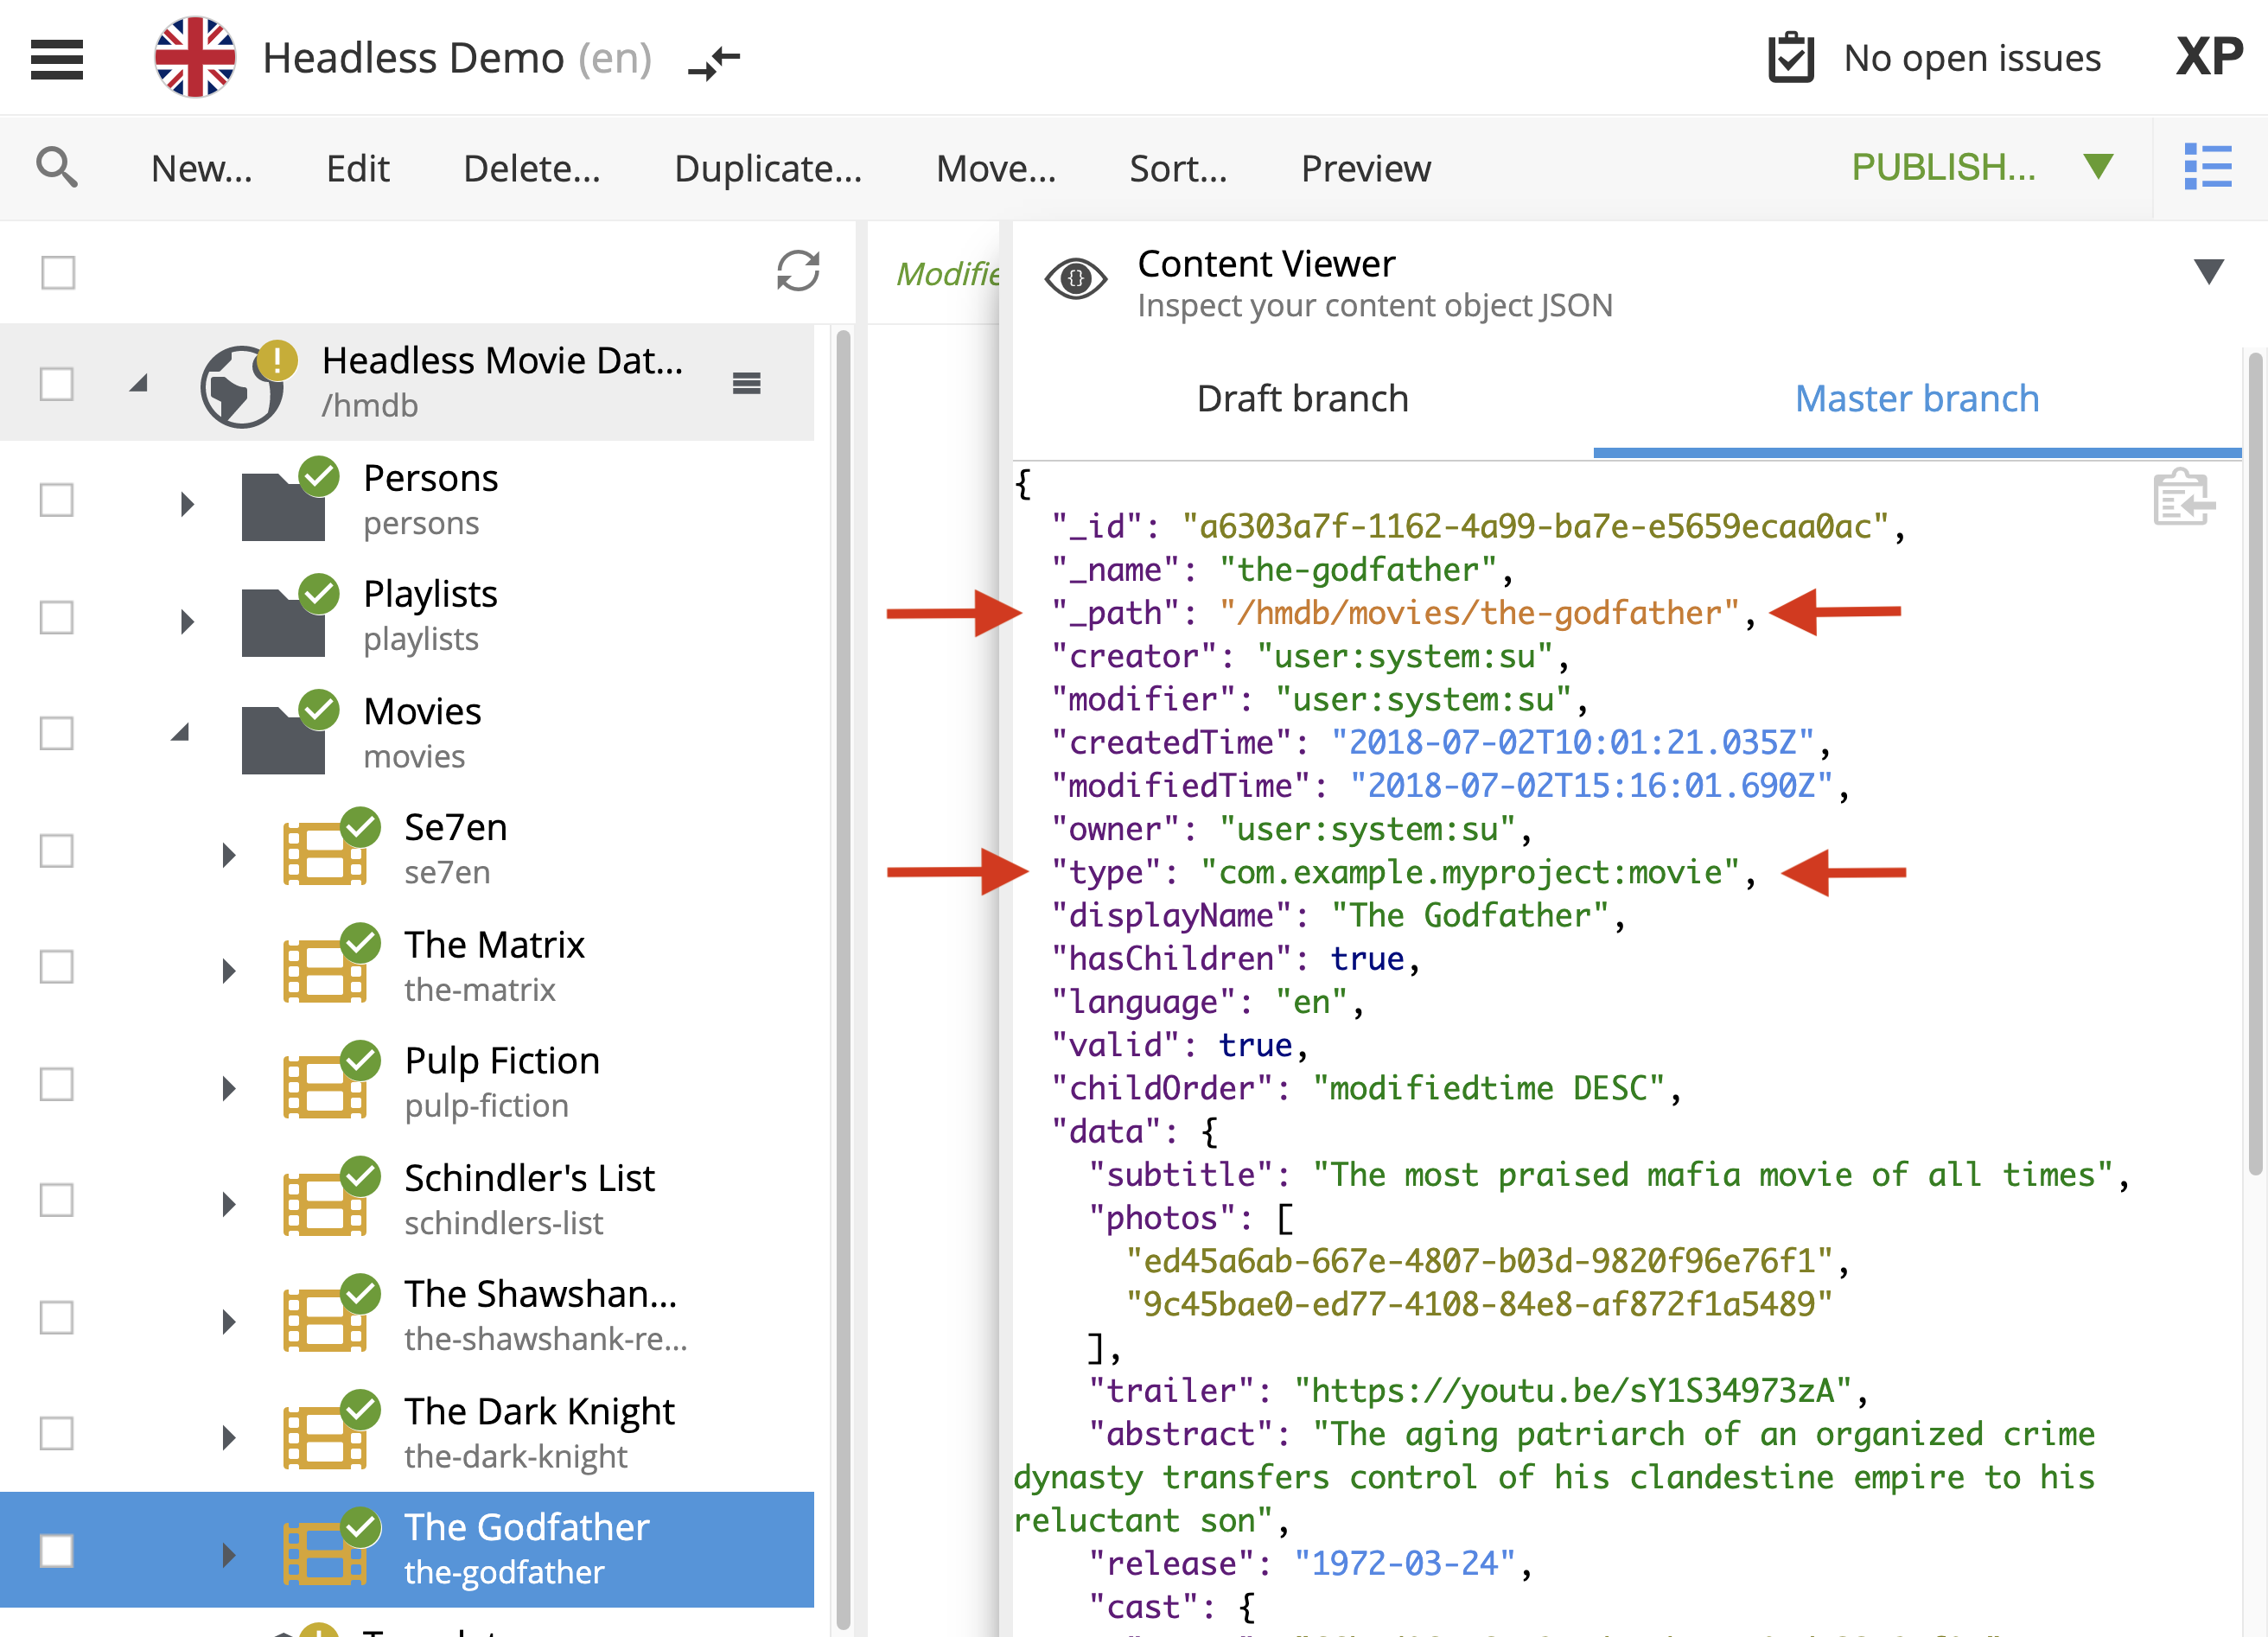 Headless Demo (en)
No open issues
XP
New...
Edit
Delete...
Duplicate...
Move...
Sort...
Preview
PUBLISH...
Headless Movie Dat...
/hmdb
Persons
persons
Playlists
playlists
Movies
movies
Se7en
se7en
The Matrix
the-matrix
Pulp Fiction
pulp-fiction
Schindler's List
schindlers-list
The Shawshan...
the-shawshank-re...
The Dark Knight
the-dark-knight
The Godfather
the-godfather
Content Viewer
Inspect your content object JSON
Draft branch
Master branch
{
"_id": "a6303a7f-1162-4a99-ba7e-e5659ecaa0ac",
"_name": "the-godfather",
"_path": "/hmdb/movies/the-godfather",
"creator": "user:system:su",
"modifier": "user:system:su",
"createdTime": "2018-07-02T10:01:21.035Z",
"modifiedTime": "2018-07-02T15:16:01.690Z",
"owner": "user:system:su",
"type": "com.example.myproject:movie",
"displayName": "The Godfather",
"hasChildren": true,
"language": "en",
"valid": true,
"childOrder": "modifiedtime DESC",
"data": {
"subtitle": "The most praised mafia movie of all times",
"photos": [
"ed45a6ab-667e-4807-b03d-9820f96e76f1",
"9c45bae0-ed77-4108-84e8-af872f1a5489"
],
"trailer": "https://youtu.be/sY1S34973zA",
"abstract": "The aging patriarch of an organized crime
dynasty transfers control of his clandestine empire to his
reluctant son",
"release": "1972-03-24",
"cast": {